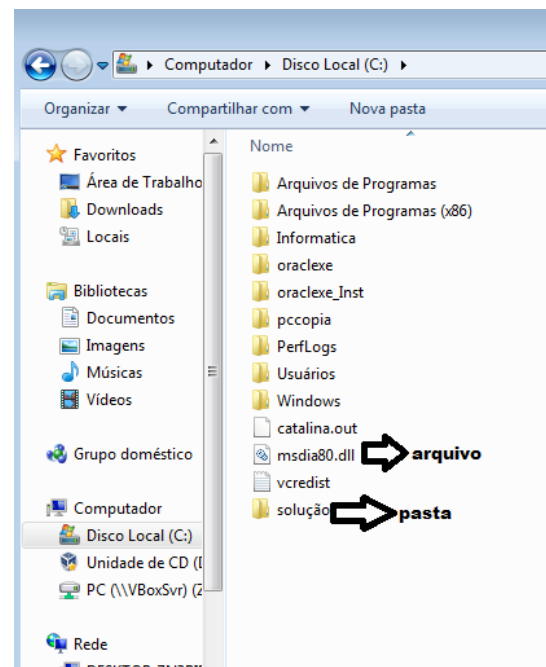 Computador ▸ Disco Local (C:) ▸
Organizar Compartilhar com Nova pasta
Favoritos
Área de Trabalho
Downloads
Locais
Bibliotecas
Documentos
Imagens
Músicas
Vídeos
Grupo doméstico
Computador
Disco Local (C:)
Unidade de CD (
PC (\\VBoxSvr) (
Rede
Nome
Arquivos de Programas
Arquivos de Programas (x86)
Informatica
oraclexe
oraclexe_Inst
pccopia
PerfLogs
Usuários
Windows
catalina.out
msdia80.dll arquivo
vcredist
solução pasta